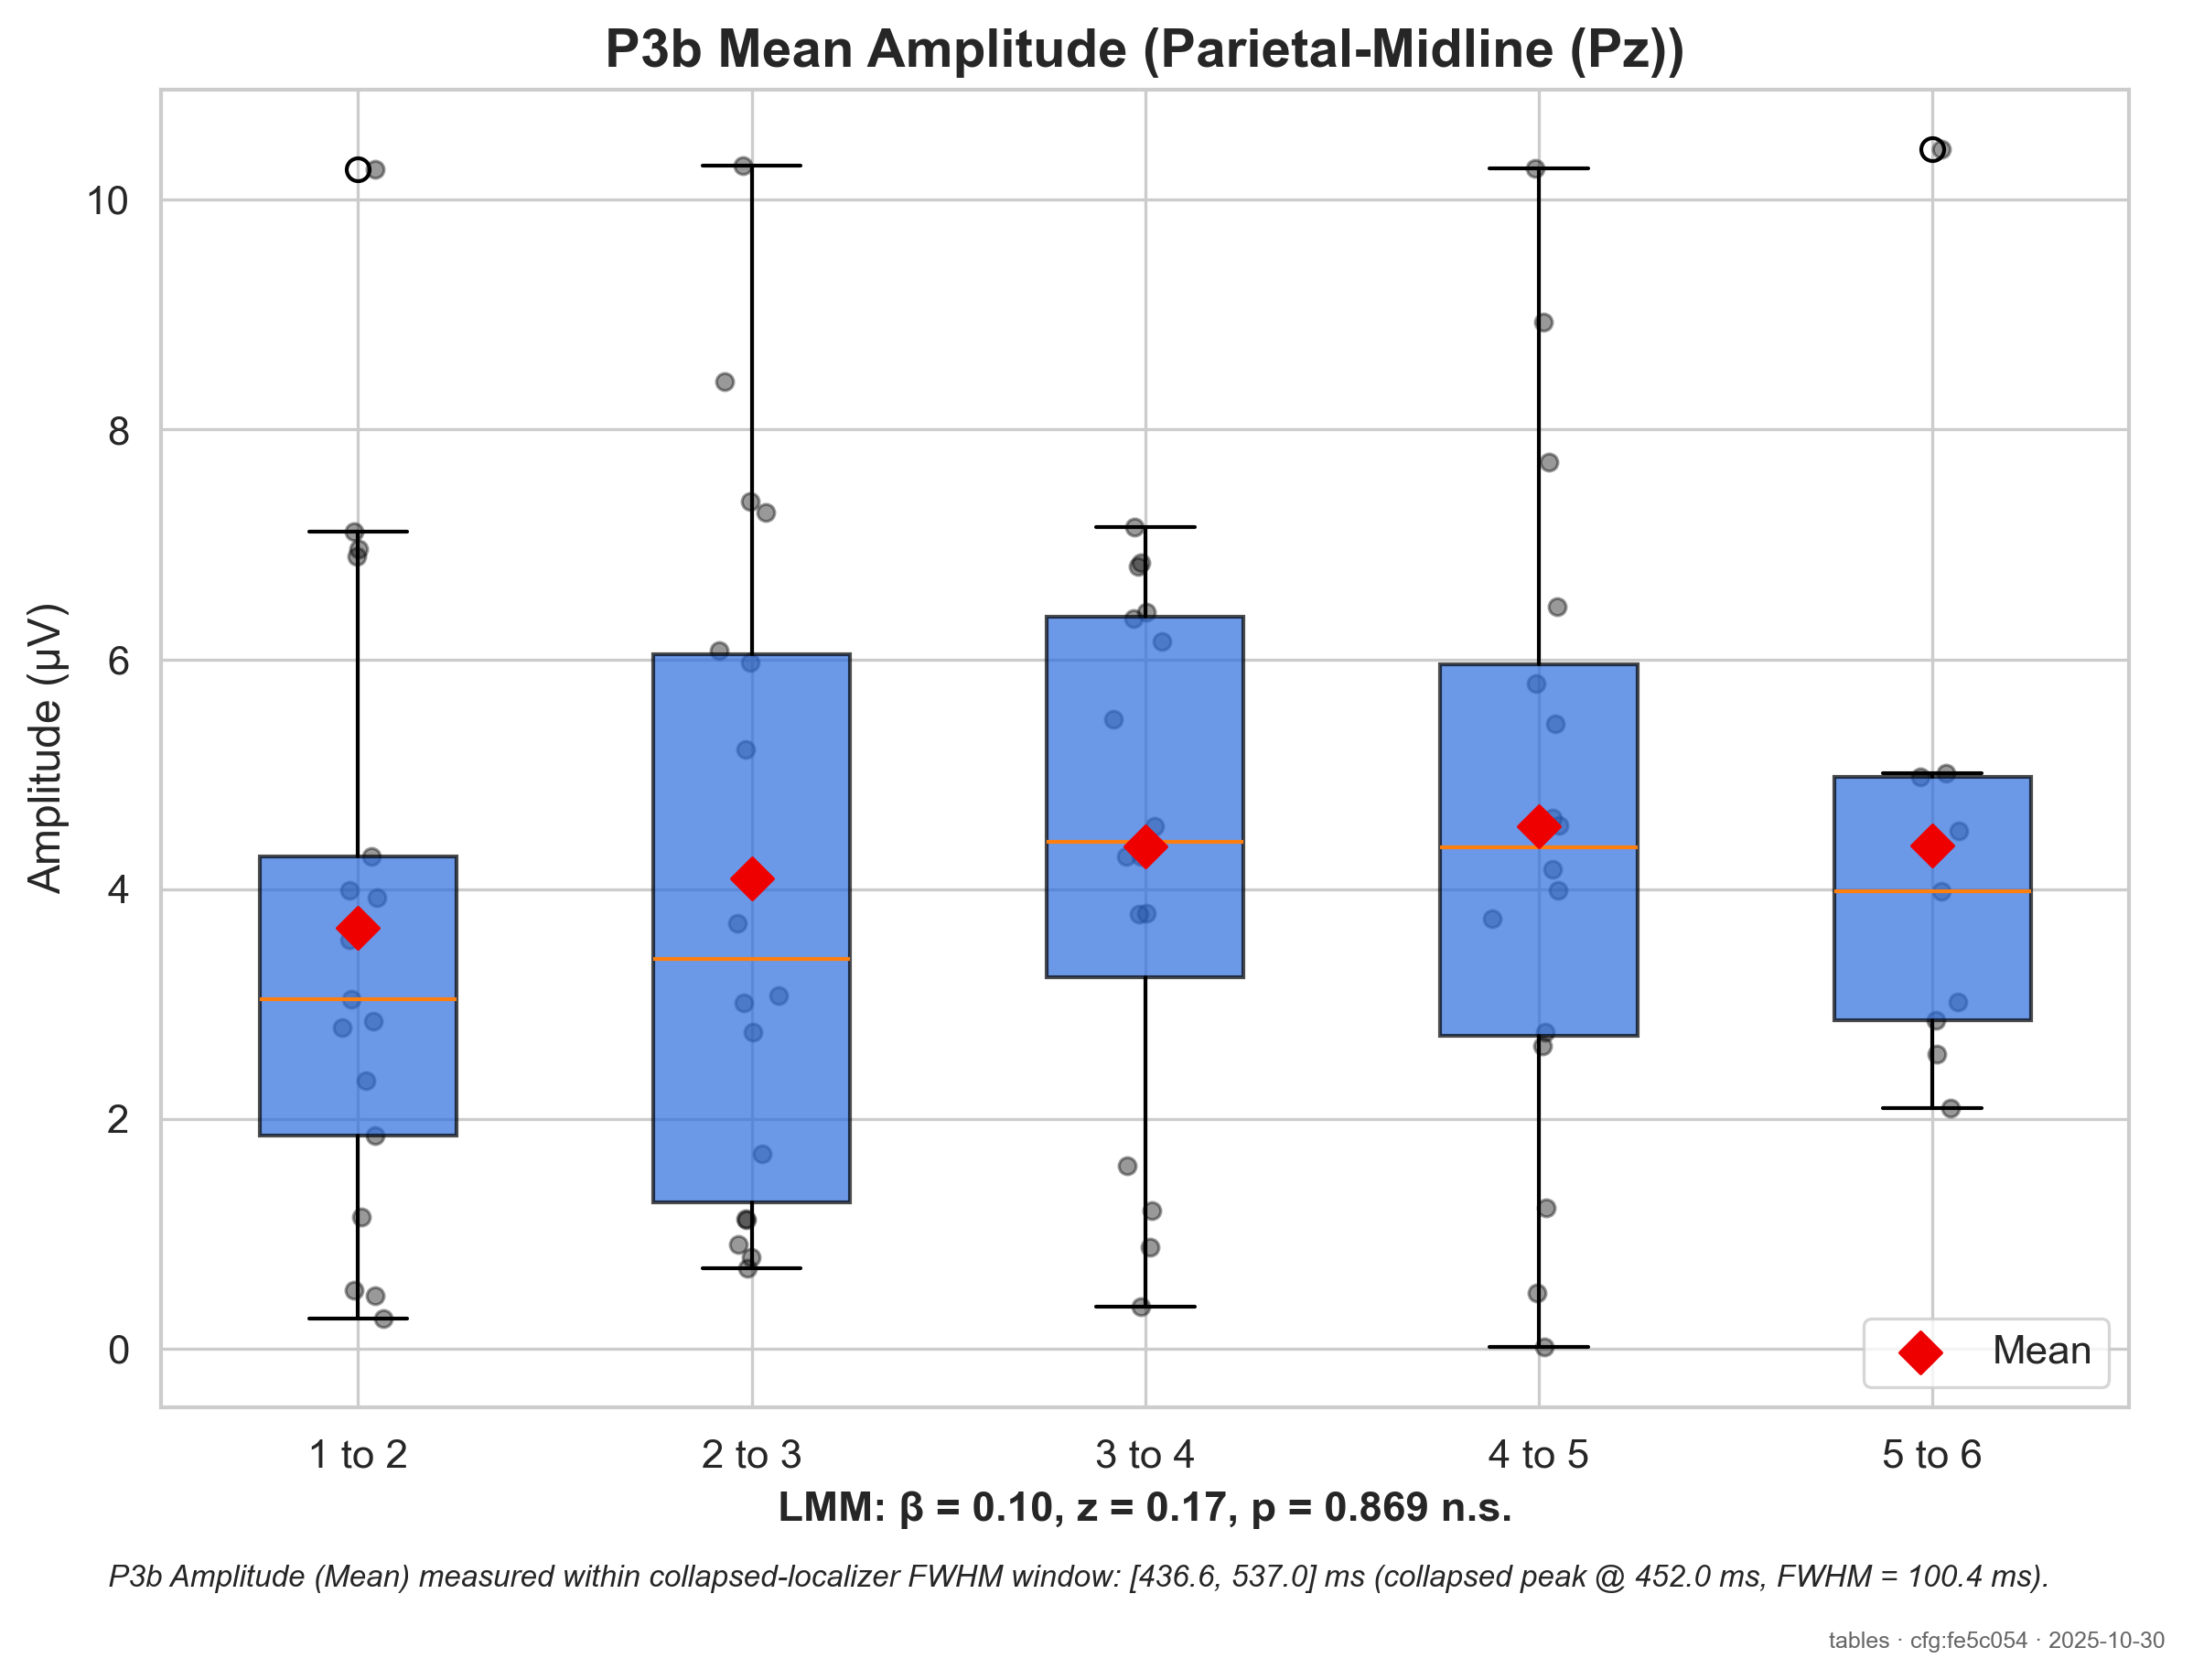 P3b Mean Amplitude (Parietal-Midline (Pz))
Amplitude (µV)
10
8
6
4
2
0
Mean
1 to 2
2 to 3
3 to 4
4 to 5
5 to 6
LMM: β = 0.10, z = 0.17, p = 0.869 n.s.
P3b Amplitude (Mean) measured within collapsed-localizer FWHM window: [436.6, 537.0] ms (collapsed peak @ 452.0 ms, FWHM = 100.4 ms).
tables · cfg:fe5c054 · 2025-10-30